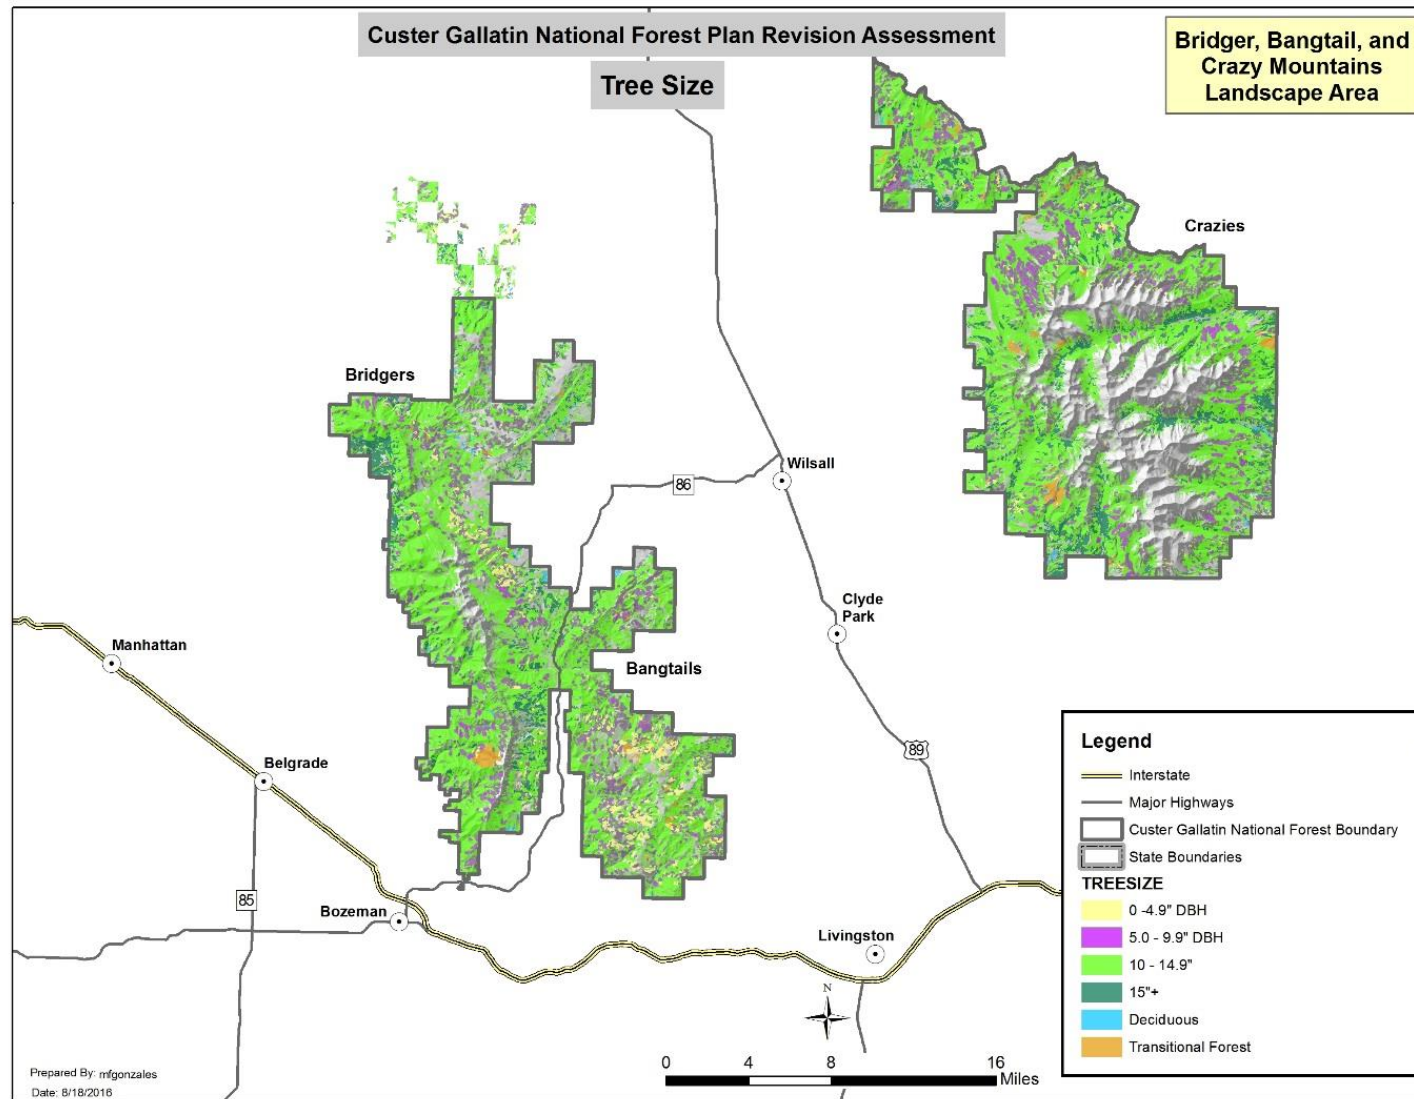 Custer Gallatin National Forest Plan Revision Assessment
Tree Size
Bridger, Bangtail, and
Crazy Mountains
Landscape Area
Crazies
Bridgers
Wilsall
86
Clyde
Park
Manhattan
Bangtails
89
Belgrade
85
Bozeman
Livingston
N
Legend
Interstate
Major Highways
Custer Gallatin National Forest Boundary
State Boundaries
TREESIZE
0 -4.9" DBH
5.0 - 9.9" DBH
10 - 14.9"
15"+
Deciduous
Transitional Forest
0 4 8 16
Miles
Prepared By: mfgonzales
Date: 8/18/2016